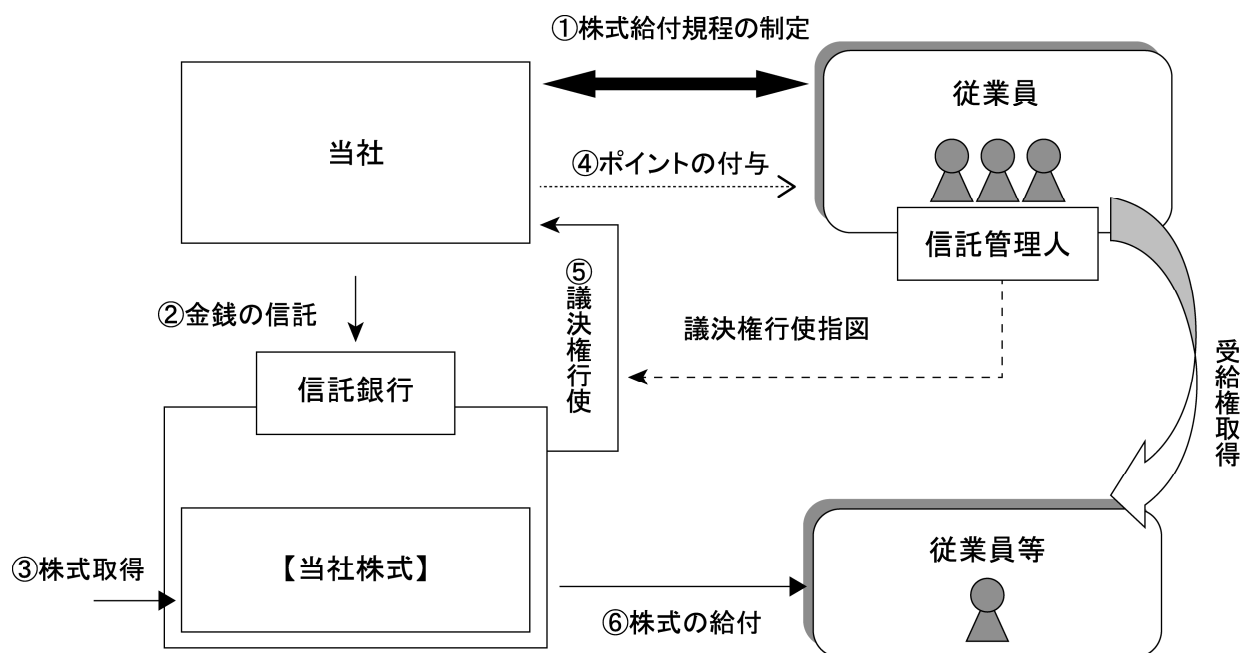 ①株式給付規程の制定
当社
従業員
④ポイントの付与
信託管理人
⑤議決権行使
②金銭の信託
議決権行使指図
受給権取得
信託銀行
③株式取得
【当社株式】
従業員等
⑥株式の給付